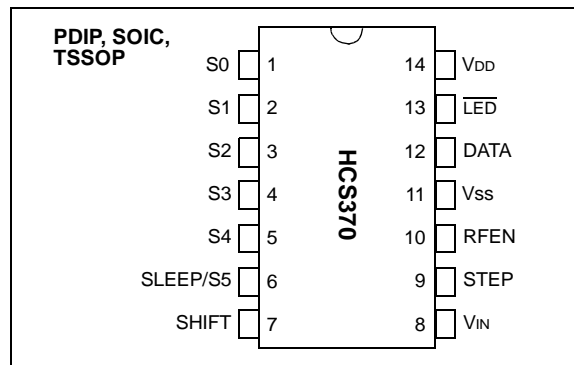 PDIP, SOIC,
TSSOP
S0 1 14 VDD
S1 2 13 LED
S2 3 12 DATA
S3 4 11 VSS
S4 5 10 RFEN
SLEEP/S5 6 9 STEP
SHIFT 7 8 VIN
HCS370